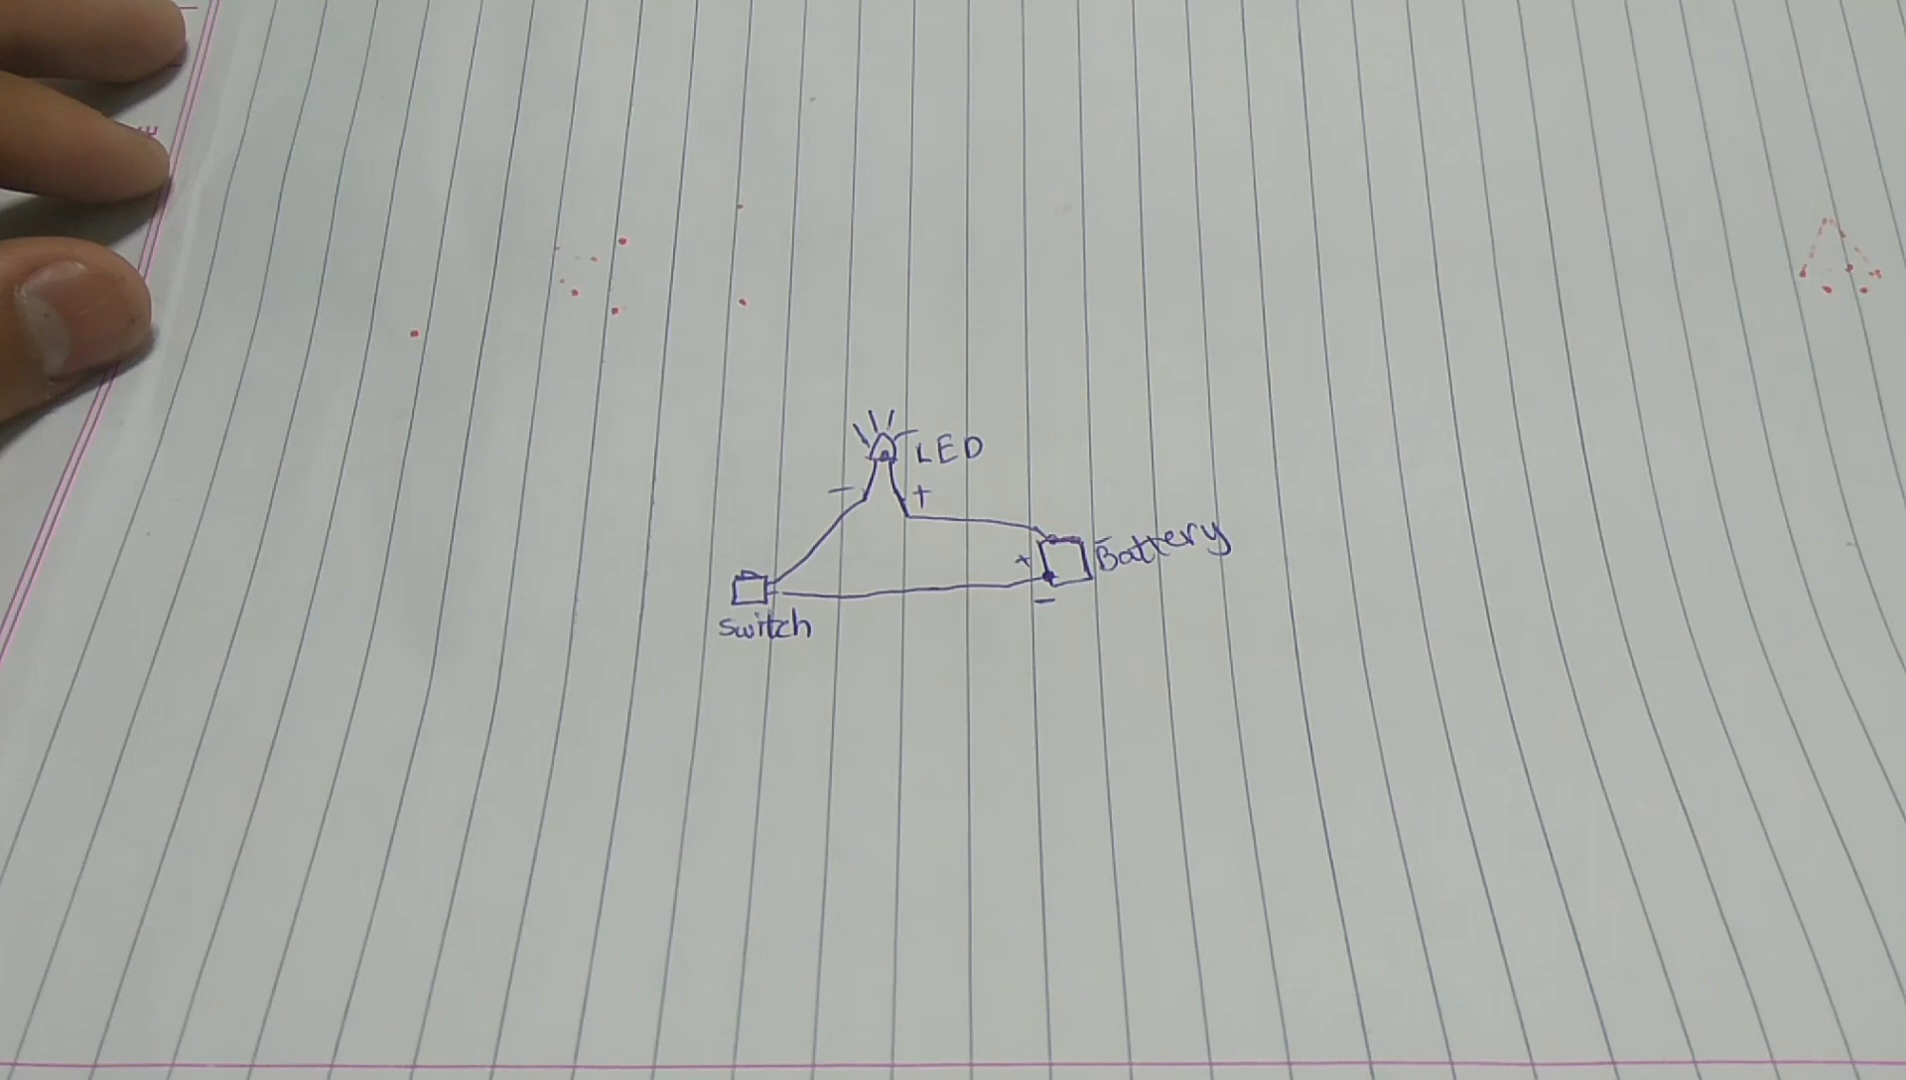 LED
- +
+ Battery
-
switch